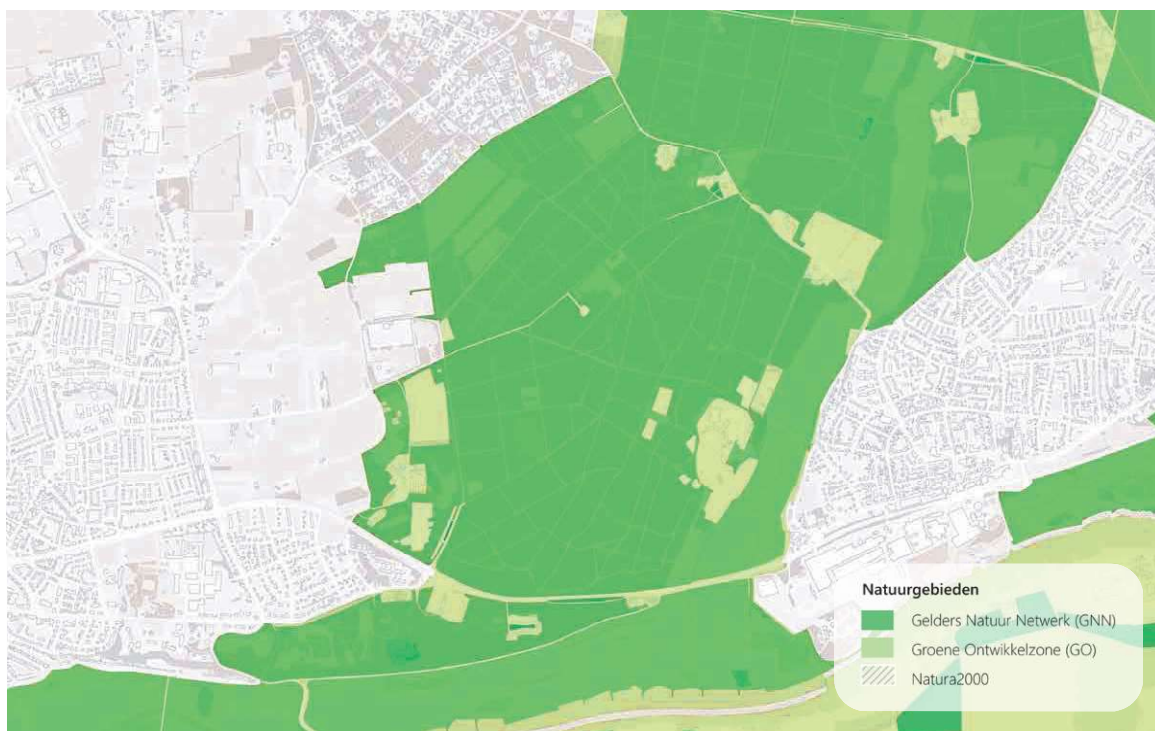 Natuurgebieden
Gelders Natuur Netwerk (GNN)
Groene Ontwikkelzone (GO)
Natura2000